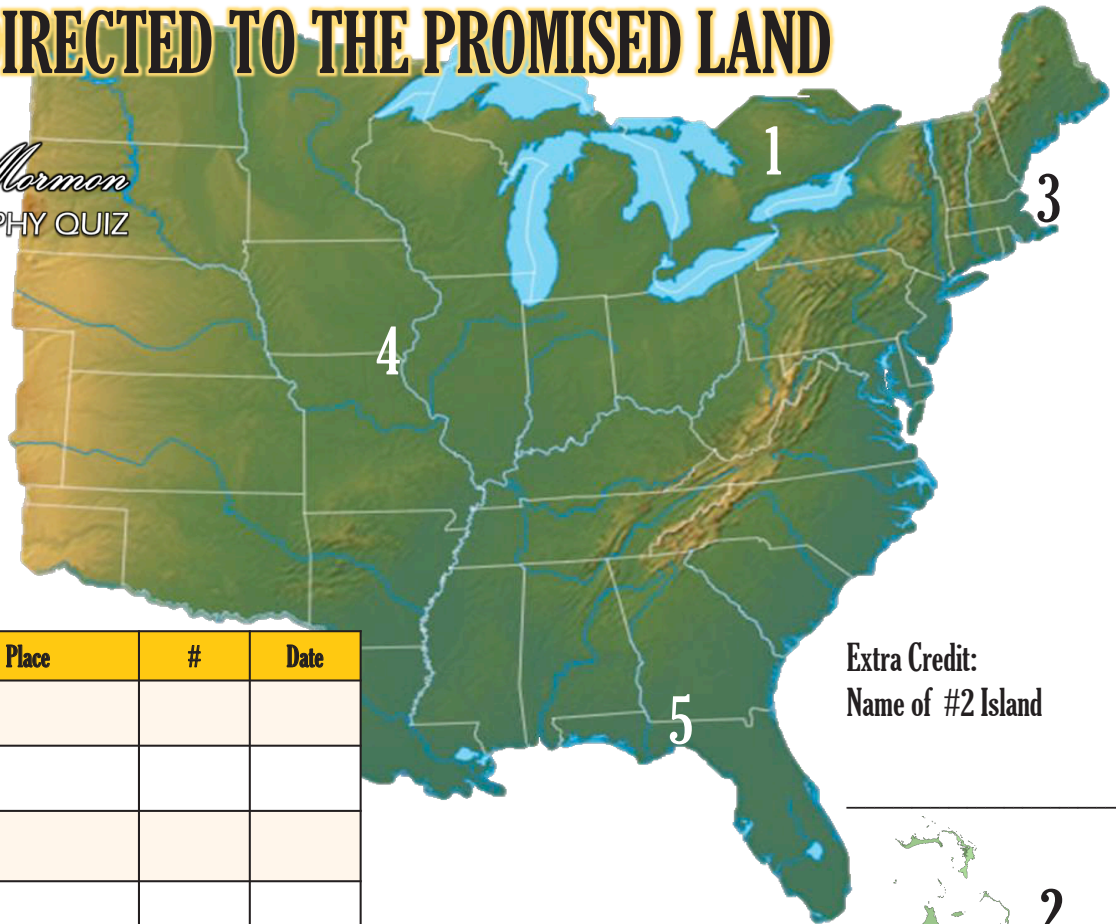 IRECTED TO THE PROMISED LAND
Mormon
PHY QUIZ
1
3
4
Place # Date
5
Extra Credit:
Name of #2 Island
2